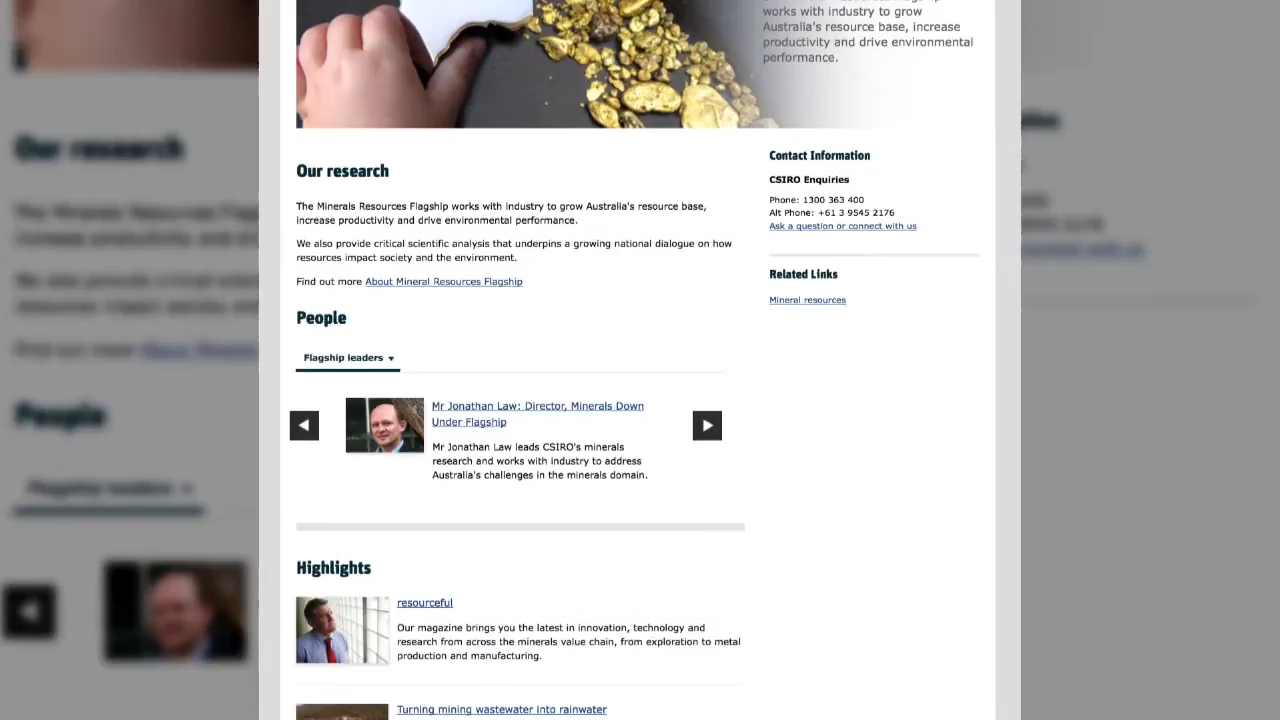 works with industry to grow
Australia's resource base, increase
productivity and drive environmental
performance.
Our research
The Minerals Resources Flagship works with industry to grow Australia's resource base,
increase productivity and drive environmental performance.
We also provide critical scientific analysis that underpins a growing national dialogue on how
resources impact society and the environment.
Find out more About Mineral Resources Flagship
People
Flagship leaders
Mr Jonathan Law: Director, Minerals Down
Under Flagship
Mr Jonathan Law leads CSIRO's minerals
research and works with industry to address
Australia's challenges in the minerals domain.
Highlights
resourceful
Our magazine brings you the latest in innovation, technology and
research from across the minerals value chain, from exploration to metal
production and manufacturing.
Turning mining wastewater into rainwater
Contact Information
CSIRO Enquiries
Phone: 1300 363 400
Alt Phone: +61 3 9545 2176
Ask a question or connect with us
Related Links
Mineral resources